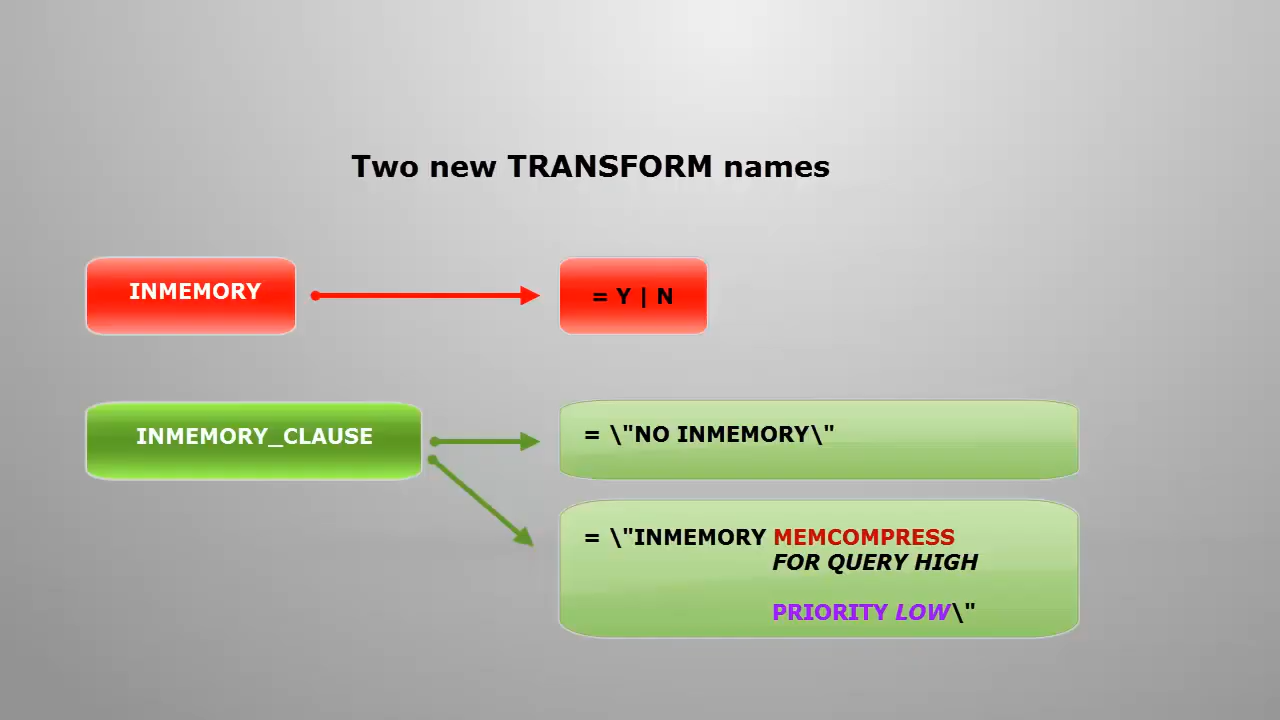 Two new TRANSFORM names
INMEMORY
= Y | N
INMEMORY_CLAUSE
= \"NO INMEMORY\"
= \"INMEMORY MEMCOMPRESS
FOR QUERY HIGH
PRIORITY LOW\"